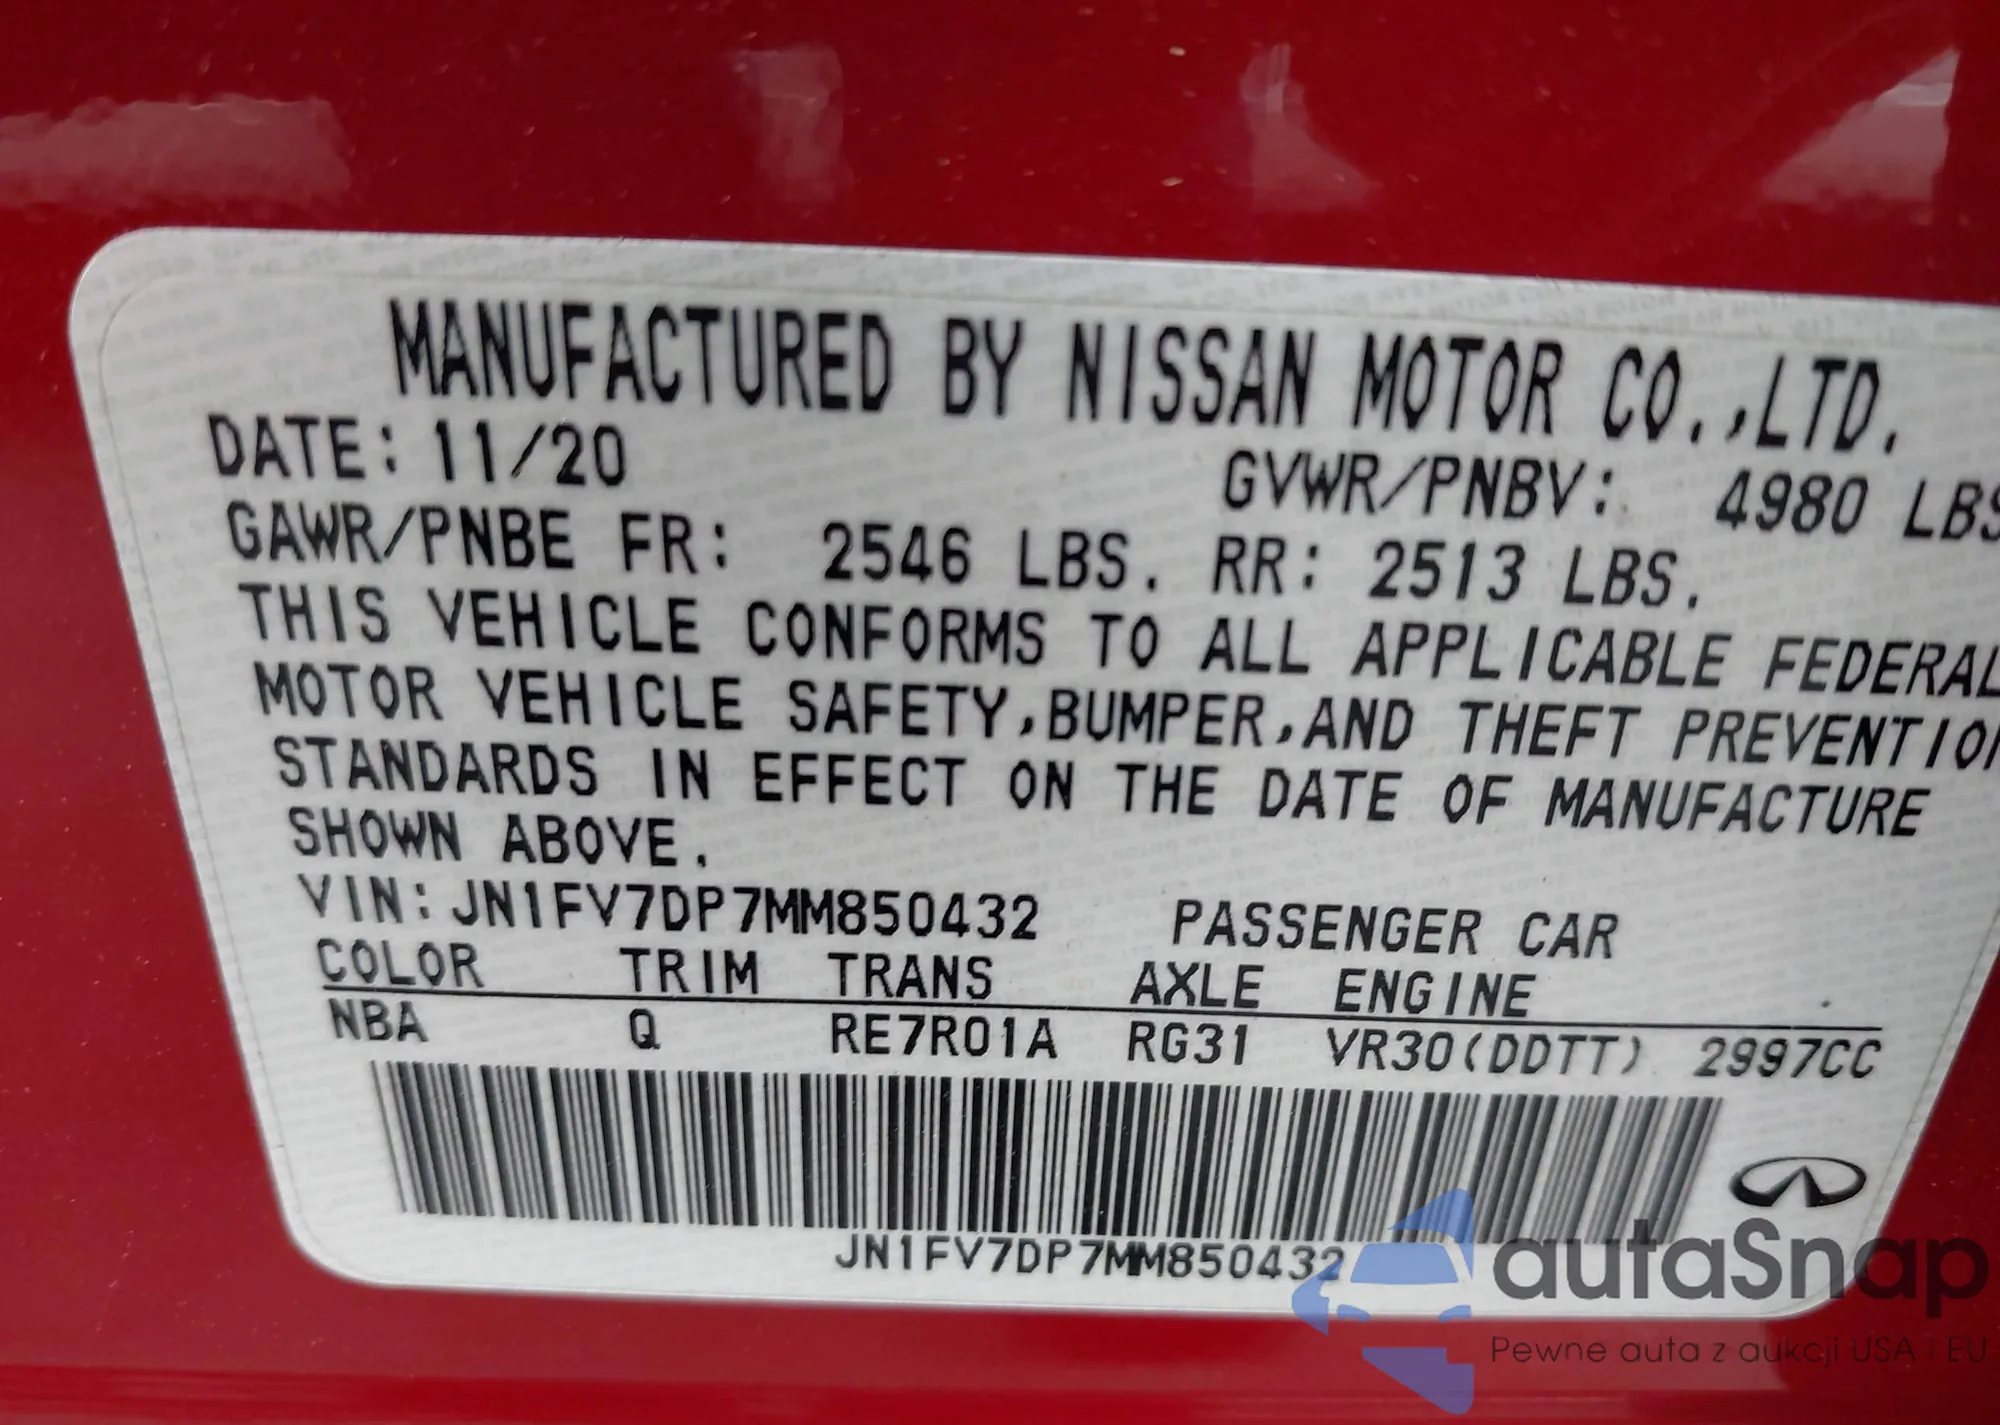 MANUFACTURED BY NISSAN MOTOR CO.,LTD.
DATE: 11/20 GVWR/PNBV: 4980 LBS
GAWR/PNBE FR: 2546 LBS. RR: 2513 LBS.
THIS VEHICLE CONFORMS TO ALL APPLICABLE FEDERAL
MOTOR VEHICLE SAFETY,BUMPER,AND THEFT PREVENTION
STANDARDS IN EFFECT ON THE DATE OF MANUFACTURE
SHOWN ABOVE.
VIN: JN1FV7DP7MM850432 PASSENGER CAR
COLOR TRIM TRANS AXLE ENGINE
NBA Q RE7R01A RG31 VR30(DDTT) 2997CC
JN1FV7DP7MM850432
autaSnap
Pewne auta z aukcji USA i EU